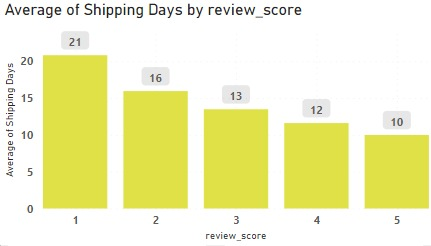 Average of Shipping Days by review_score
Average of Shipping Days
20
15
10
5
0
21
16
13
12
10
1 2 3 4 5
review_score